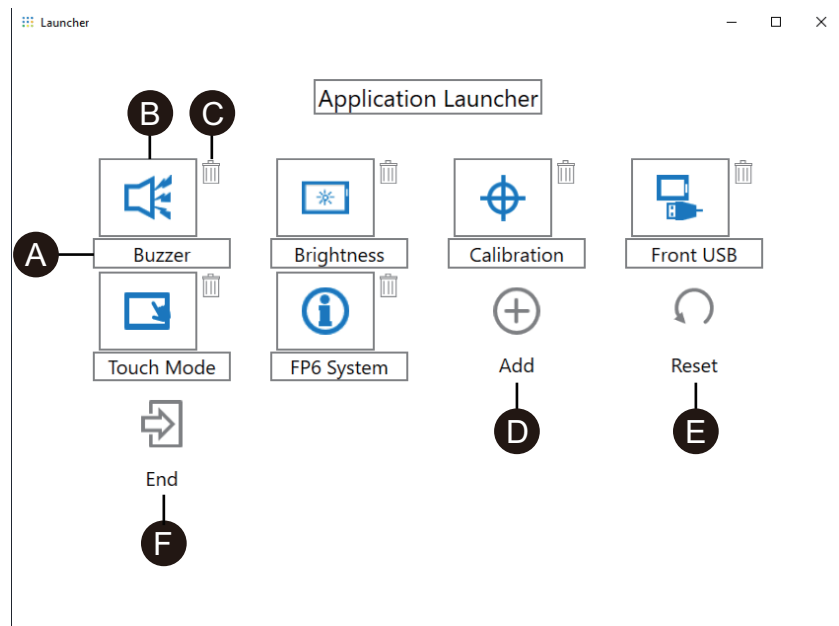 Launcher
Application Launcher
B C
A
Buzzer Brightness Calibration Front USB
Touch Mode FP6 System Add Reset
D E
End
F